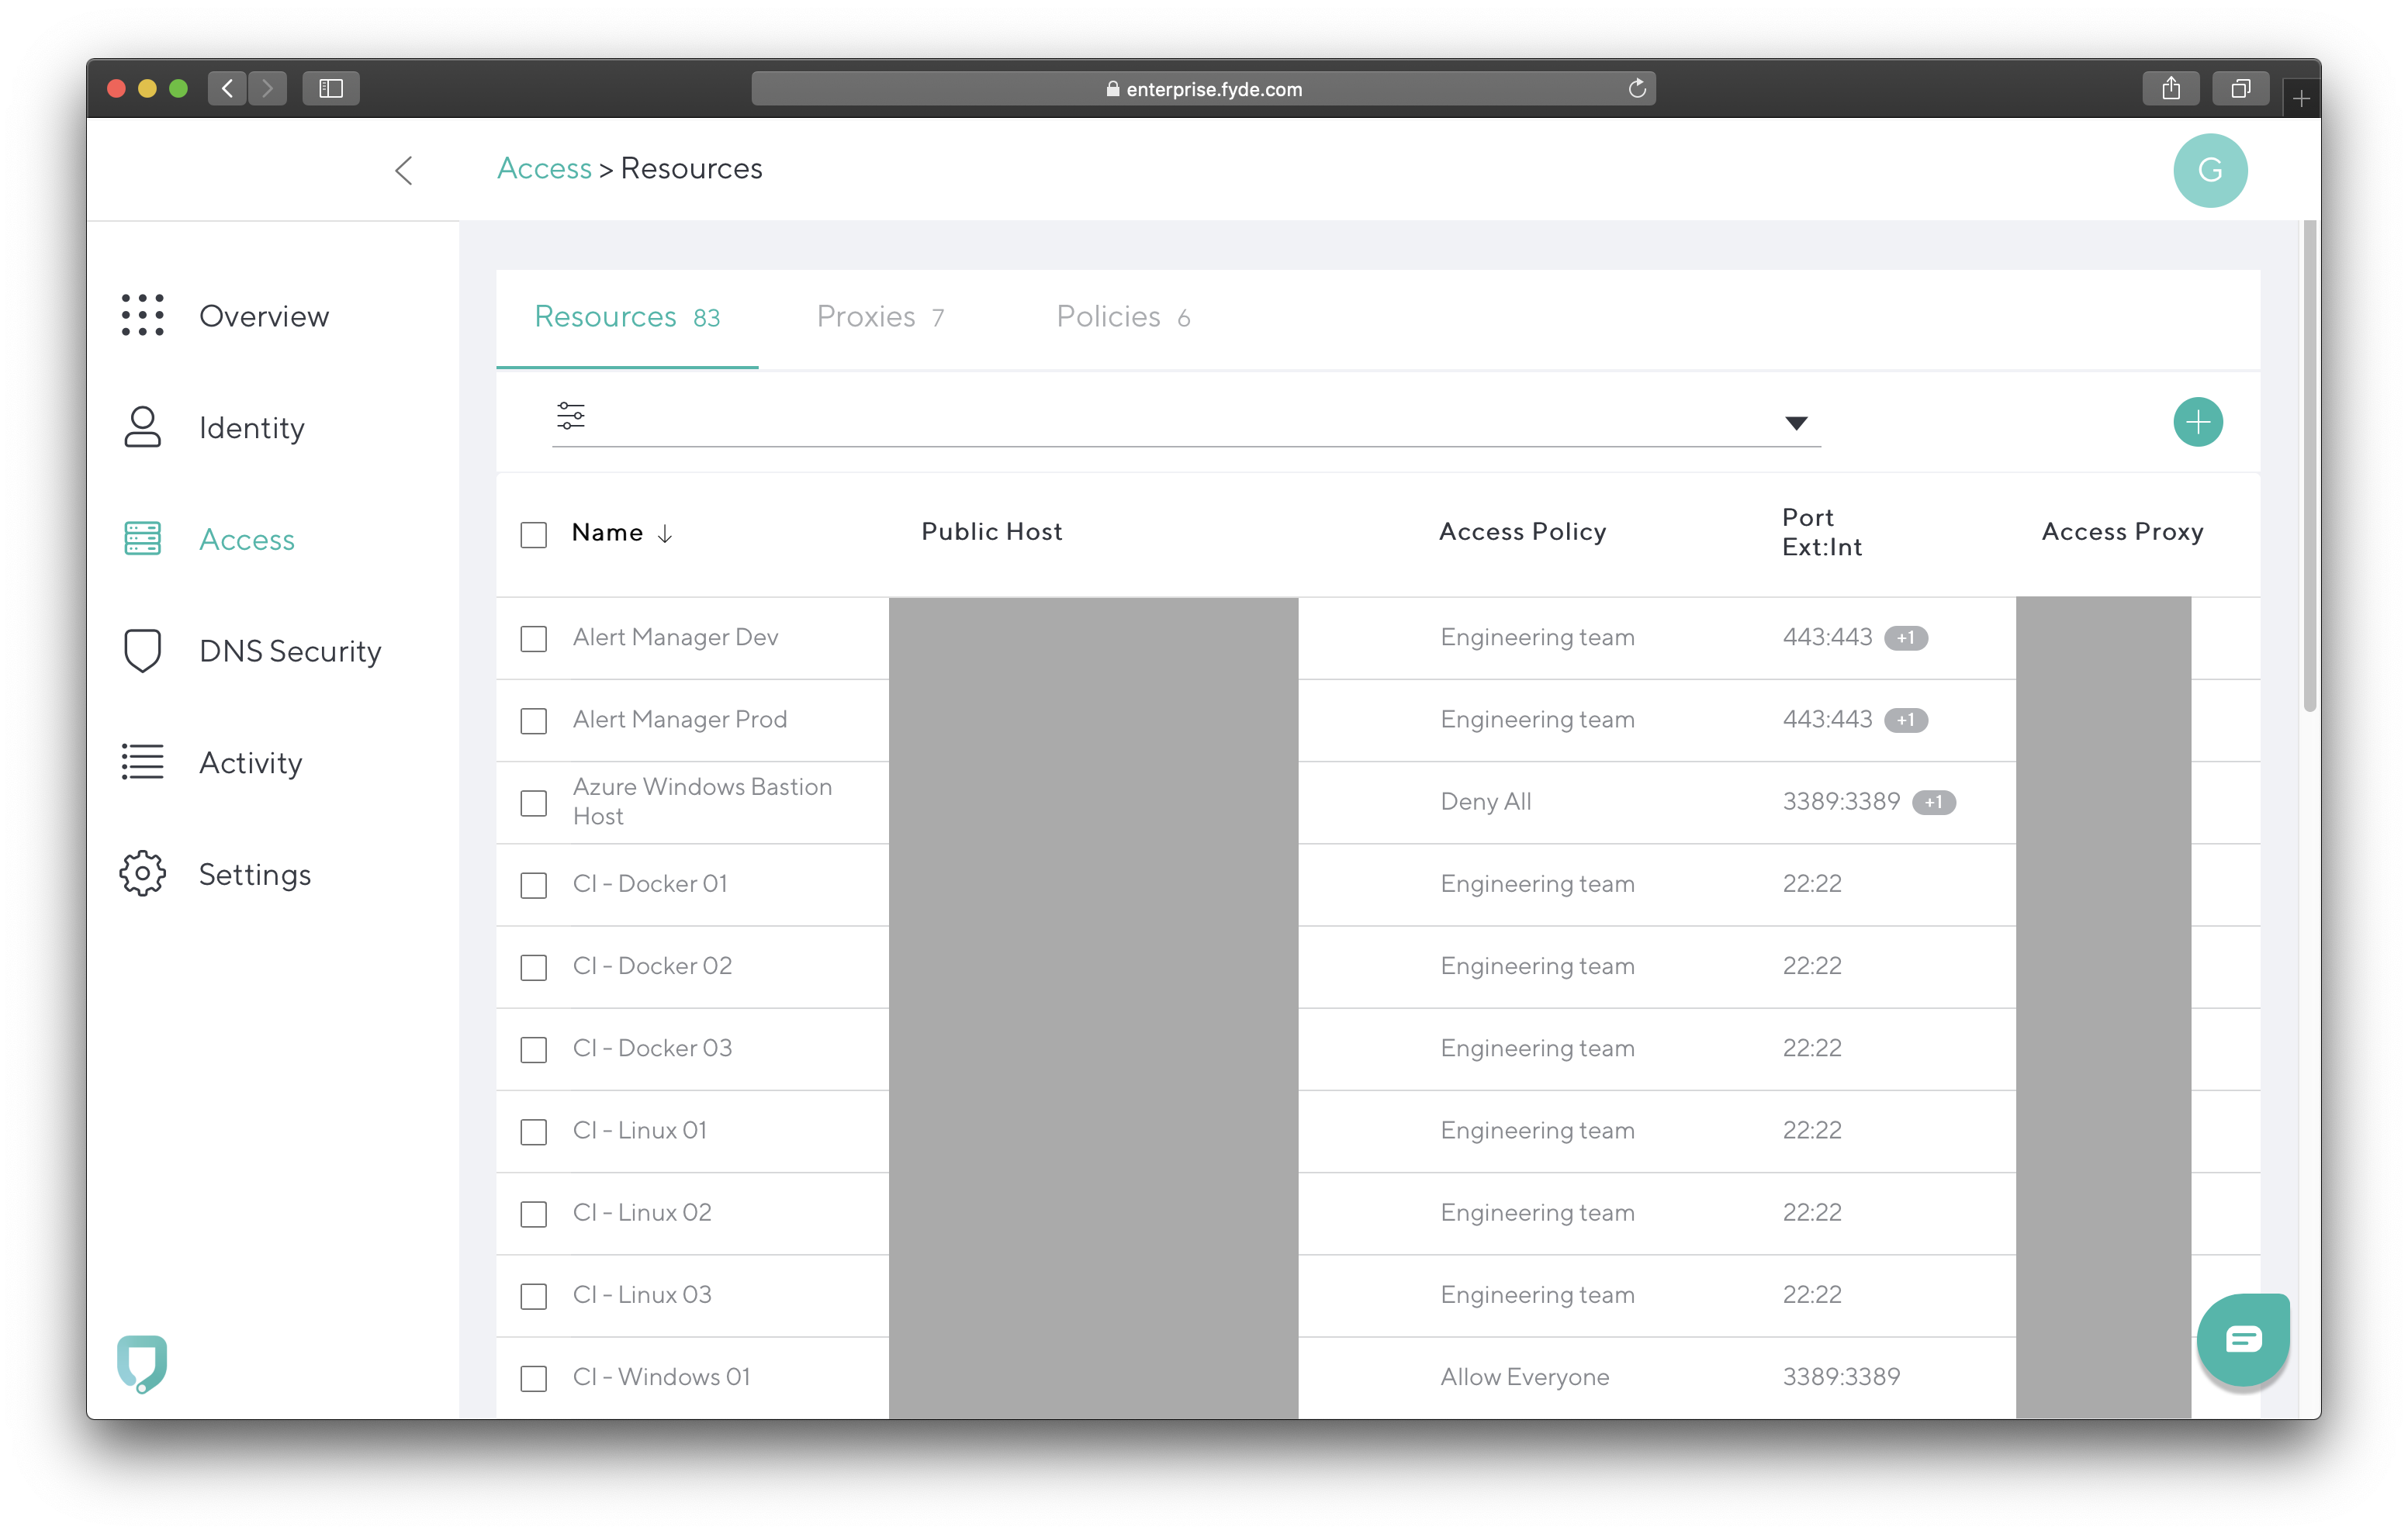 enterprise.fyde.com
Access > Resources
G
Overview
Identity
Access
DNS Security
Activity
Settings
Resources 83 Proxies 7 Policies 6
Name ↓ Public Host Access Policy Port Ext:Int Access Proxy
Alert Manager Dev Engineering team 443:443 +1
Alert Manager Prod Engineering team 443:443 +1
Azure Windows Bastion Host Deny All 3389:3389 +1
CI - Docker 01 Engineering team 22:22
CI - Docker 02 Engineering team 22:22
CI - Docker 03 Engineering team 22:22
CI - Linux 01 Engineering team 22:22
CI - Linux 02 Engineering team 22:22
CI - Linux 03 Engineering team 22:22
CI - Windows 01 Allow Everyone 3389:3389